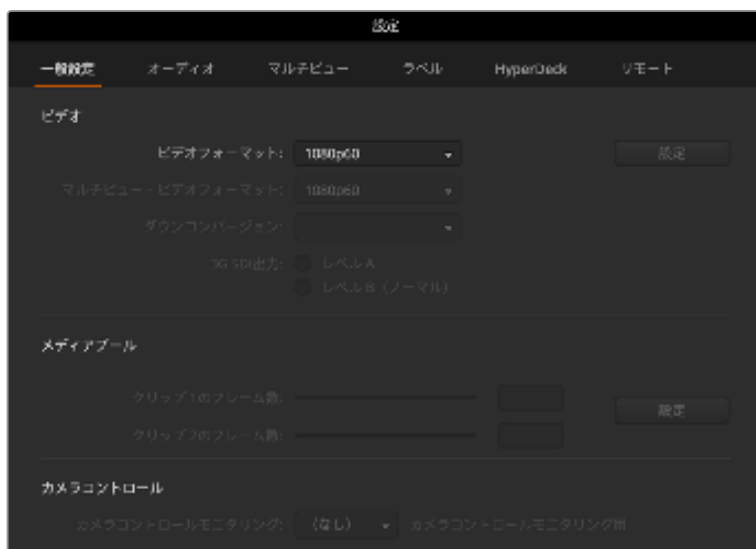 設定
一般設定 オーディオ マルチビュー ラベル HyperDeck リモート
ビデオ
ビデオフォーマット: 1080p60 設定
マルチビュー・ビデオフォーマット: 1080p60
ダウンコンバージョン:
3G SDI出力: レベル A
レベル B（ノーマル）
メディアプール
クリップ 1のフレーム数:
設定
クリップ 2のフレーム数:
カメラコントロール
カメラコントロールモニタリング: （なし） カメラコントロールモニタリング用